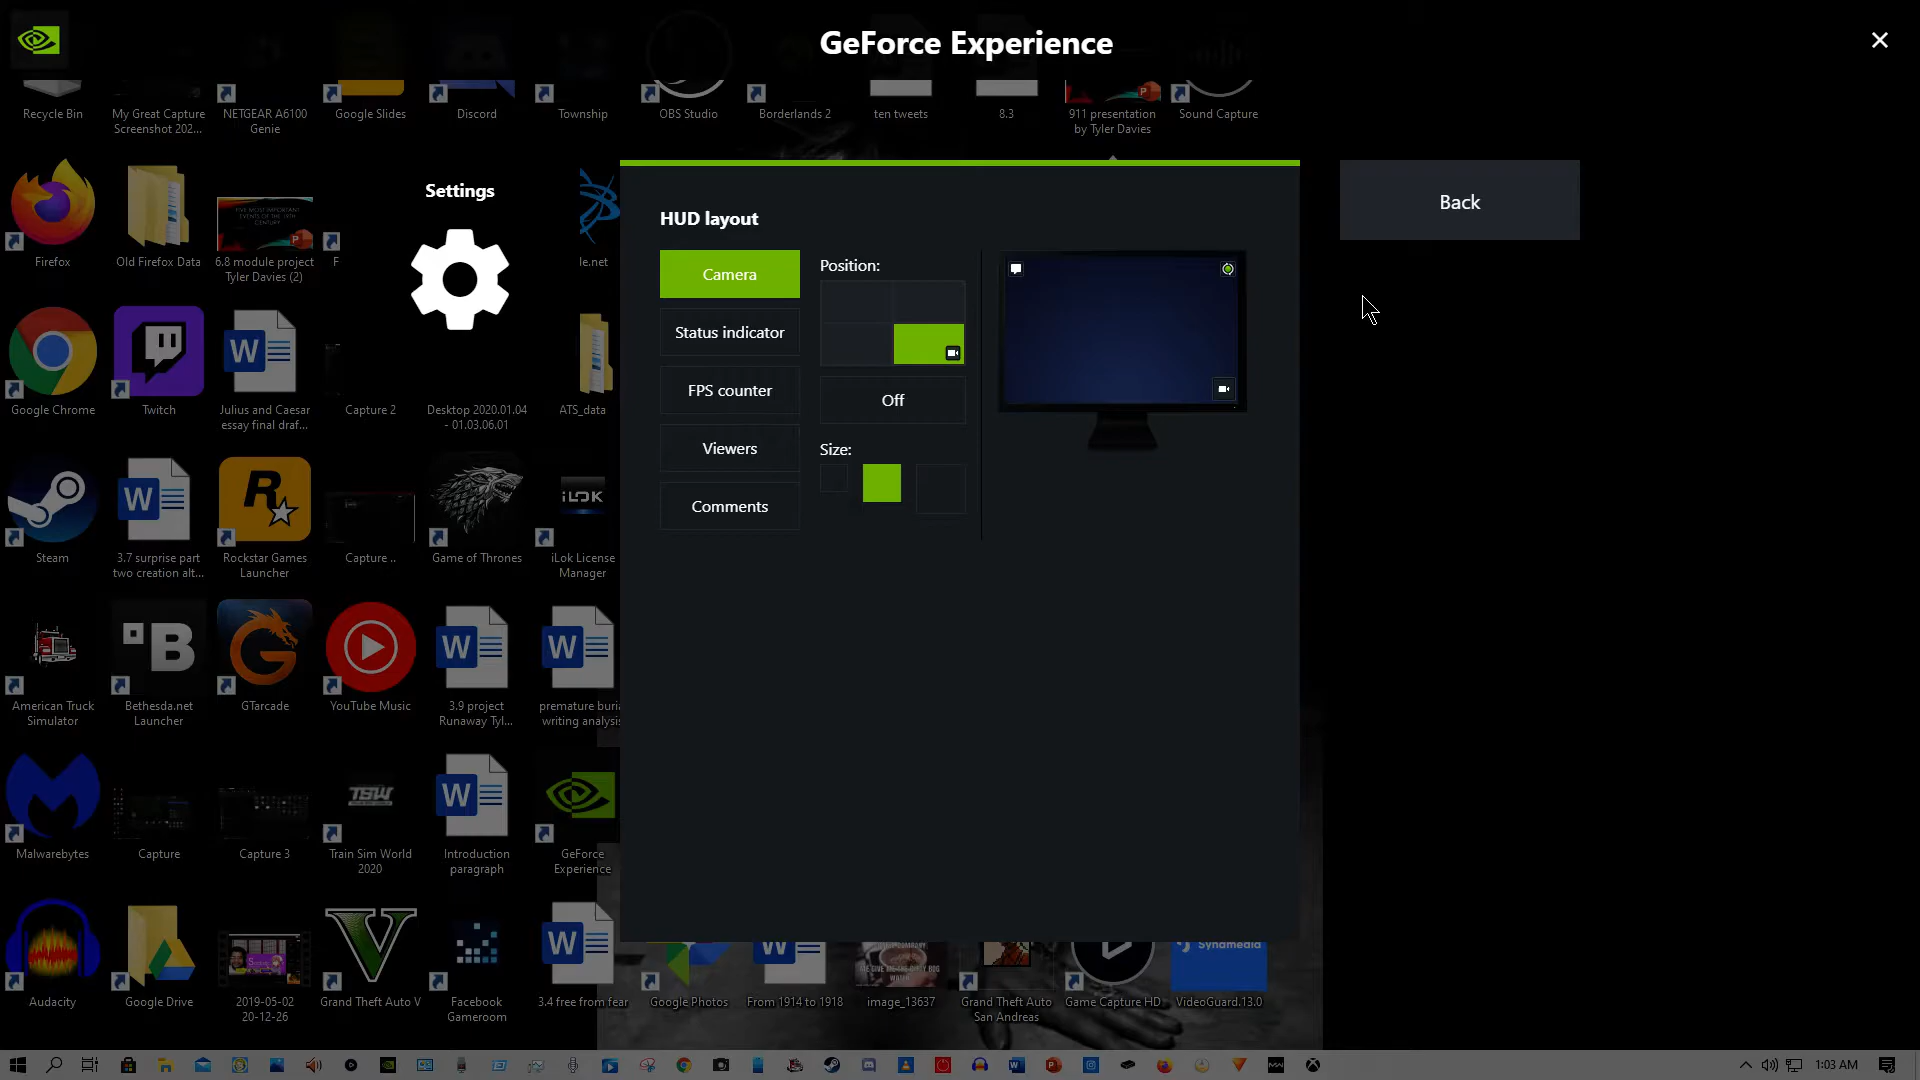 GeForce Experience
Recycle Bin
My Great Capture
Screenshot 202...
NETGEAR A6100
Genie
Google Slides
Discord
Township
OBS Studio
Borderlands 2
ten tweets
8.3
911 presentation
by Tyler Davies
Sound Capture
Settings
HUD layout
Back
Camera
Status indicator
FPS counter
Viewers
Comments
Position:
Off
Size:
Firefox
Old Firefox Data
6.8 module project
Tyler Davies (2)
F
le.net
Google Chrome
Twitch
Julius and Caesar
essay final draf...
Capture 2
Desktop 2020.01.04
- 01.03.06.01
ATS_data
iLOK
Steam
3.7 surprise part
two creation alt...
Rockstar Games
Launcher
Capture ..
Game of Thrones
iLok License
Manager
American Truck
Simulator
Bethesda.net
Launcher
GTarcade
YouTube Music
3.9 project
Runaway Tyl...
premature buri
writing analysis
TSW
Malwarebytes
Capture
Capture 3
Train Sim World
2020
Introduction
paragraph
GeForce
Experience
Synamedia
Audacity
Google Drive
2019-05-02
20-12-26
Grand Theft Auto V
Facebook
Gameroom
3.4 free from fear
Google Photos
From 1914 to 1918
image_13637
Grand Theft Auto
San Andreas
Game Capture HD
VideoGuard.13.0
1:03 AM